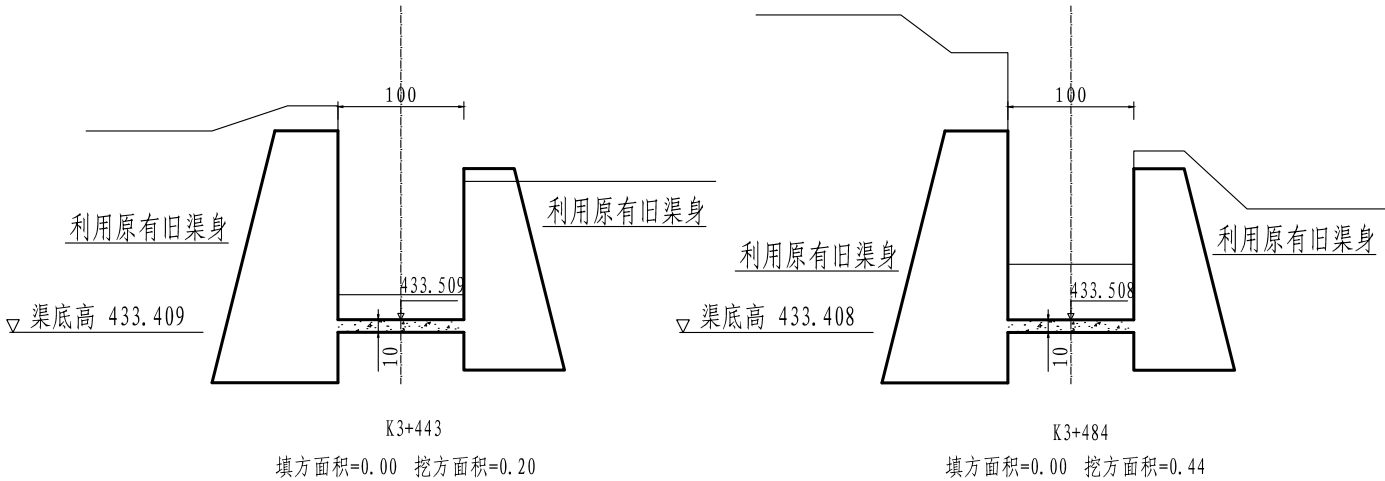 100
利用原有旧渠身
利用原有旧渠身
433.509
渠底高 433.409
10
K3+443
填方面积=0.00 挖方面积=0.20
100
利用原有旧渠身
利用原有旧渠身
433.508
渠底高 433.408
10
K3+484
填方面积=0.00 挖方面积=0.44